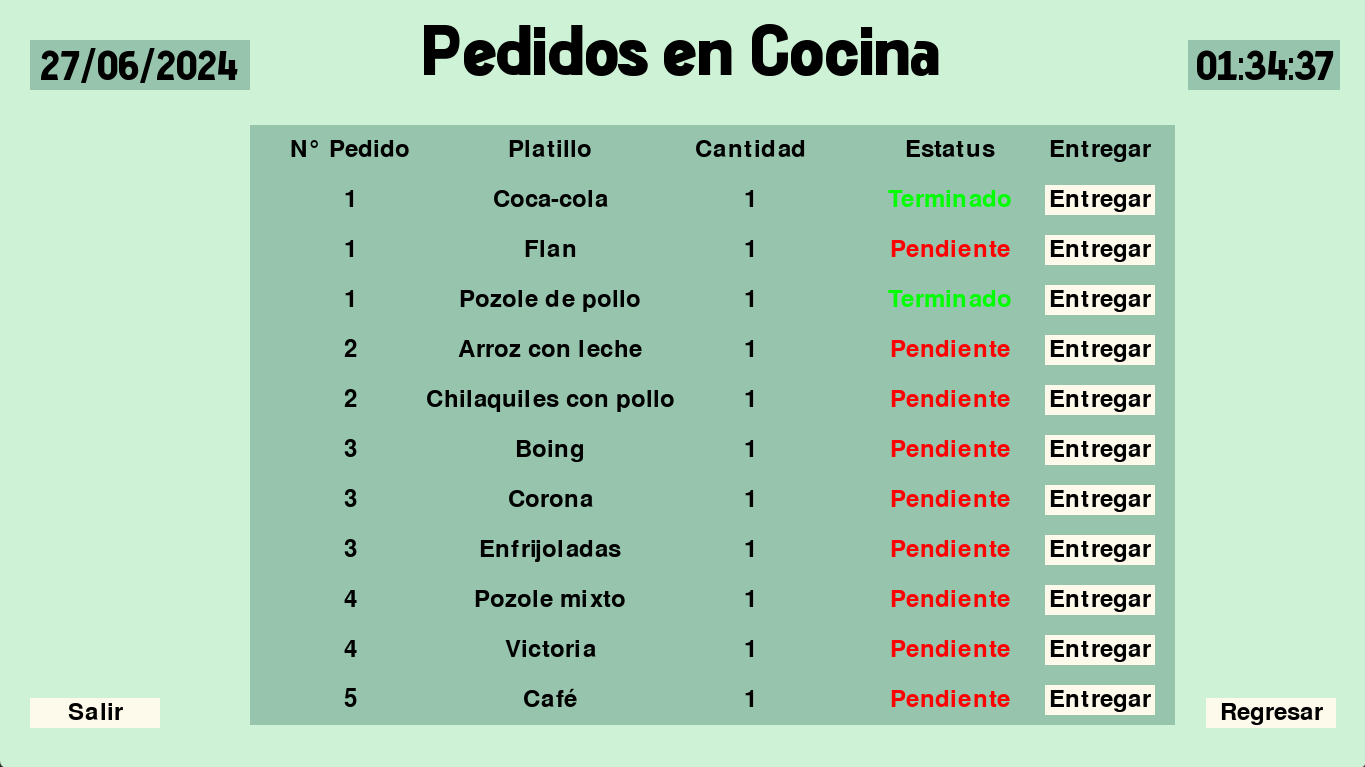 Pedidos en Cocina
27/06/2024 01:34:37
N° Pedido Platillo Cantidad Estatus Entregar
1 Coca-cola 1 Terminado Entregar
1 Flan 1 Pendiente Entregar
1 Pozole de pollo 1 Terminado Entregar
2 Arroz con leche 1 Pendiente Entregar
2 Chilaquiles con pollo 1 Pendiente Entregar
3 Boing 1 Pendiente Entregar
3 Corona 1 Pendiente Entregar
3 Enfrijoladas 1 Pendiente Entregar
4 Pozole mixto 1 Pendiente Entregar
4 Victoria 1 Pendiente Entregar
5 Café 1 Pendiente Entregar
Salir Regresar